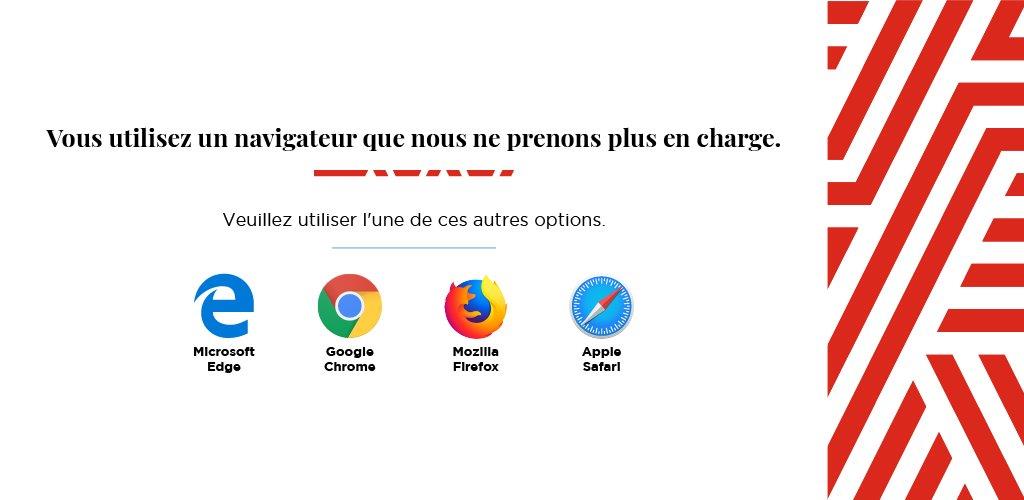 Vous utilisez un navigateur que nous ne prenons plus en charge.
Veuillez utiliser l'une de ces autres options.
Microsoft Edge
Google Chrome
Mozilla Firefox
Apple Safari